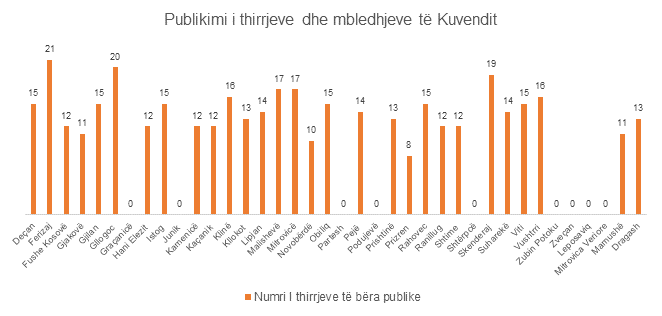 Publikimi i thirrjeve dhe mbledhjeve të Kuvendit
15
21
12
11
15
20
0
12
15
0
12
12
16
13
14
17
17
10
15
0
14
0
13
8
15
12
12
0
19
14
15
16
0
0
0
0
11
13
Deçan
Ferizaj
Fushe Kosovë
Gjakovë
Gjilan
Gllogoc
Graçanicë
Hani Elezit
Istog
Junik
Kamenicë
Kaçanik
Klinë
Kllokot
Lipjan
Malishevë
Mitrovicë
Novobërdë
Obiliq
Partesh
Pejë
Podujevë
Prishtinë
Prizren
Rahovec
Ranillug
Shtime
Shtërpcë
Skenderaj
Suharekë
Viti
Vushtrri
Zubin Potoku
Zveçan
Leposaviq
Mitrovica Veriore
Mamushë
Dragash
Numri I thirrjeve të bëra publike